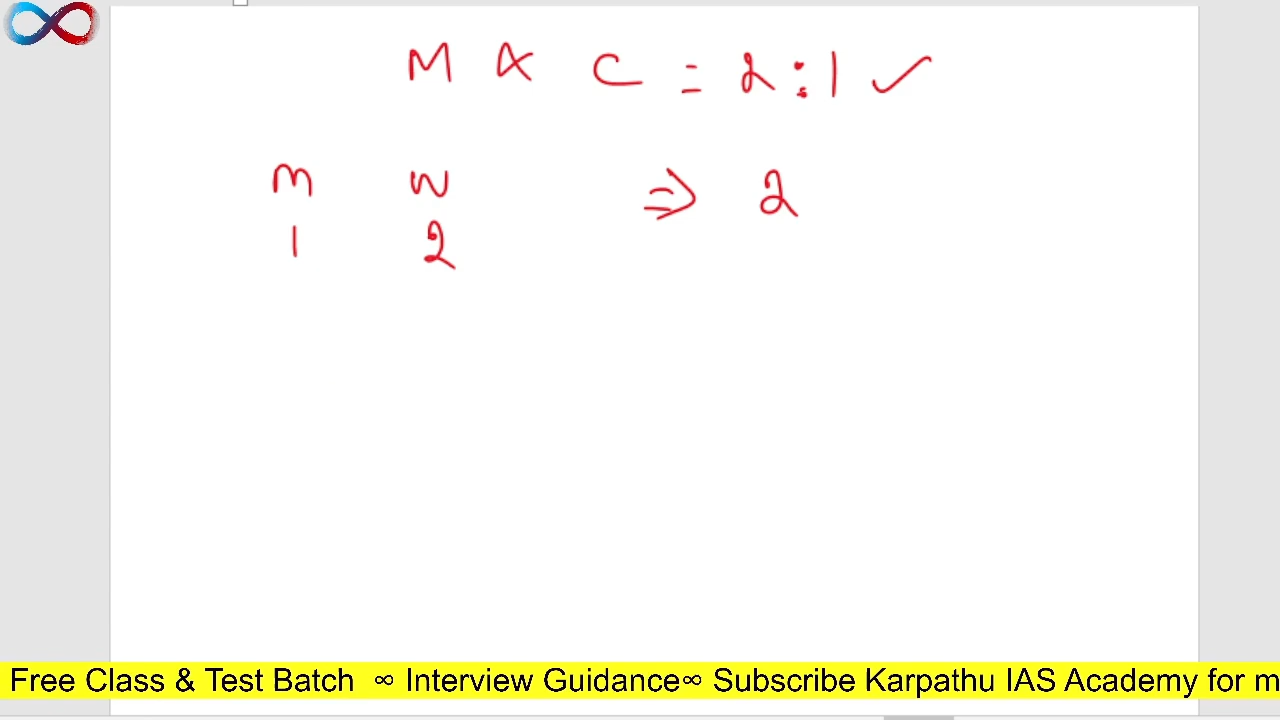 M & C = 2:1 ✓
M W ⇒ 2
1 2
Free Class & Test Batch ∞ Interview Guidance∞ Subscribe Karpathu IAS Academy for m